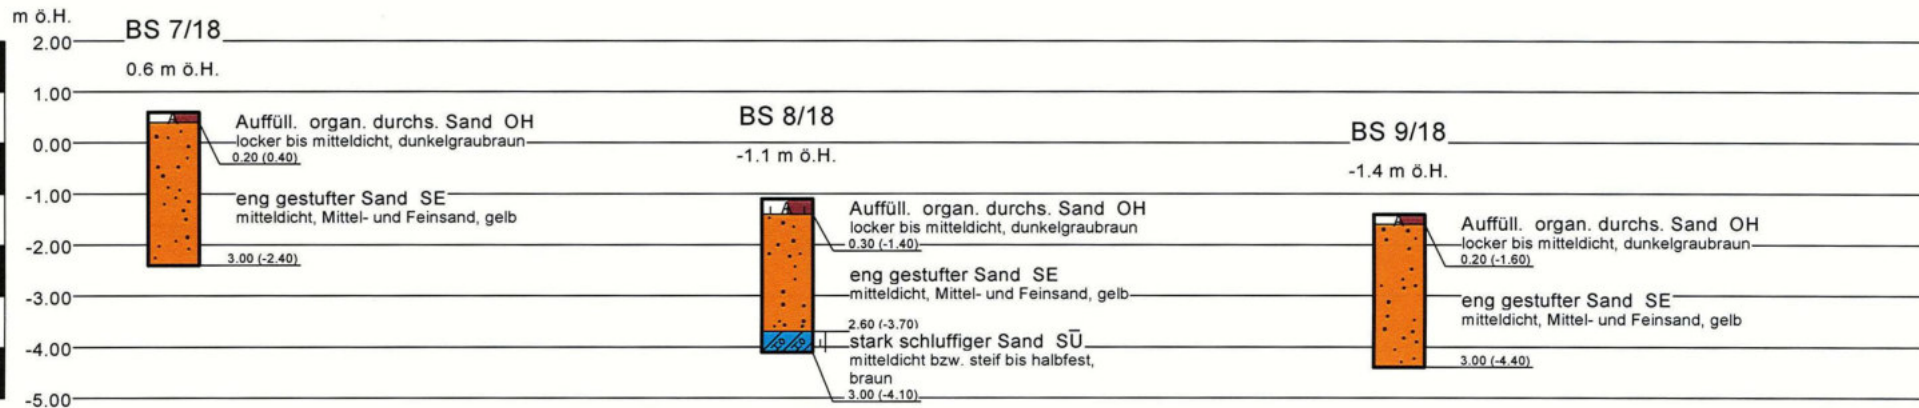 m ö.H.
2.00
1.00
0.00
-1.00
-2.00
-3.00
-4.00
-5.00
BS 7/18
0.6 m ö.H.
A
Auffüll. organ. durchs. Sand OH
locker bis mitteldicht, dunkelgraubraun
0.20 (0.40)
eng gestufter Sand SE
mitteldicht, Mittel- und Feinsand, gelb
3.00 (-2.40)
BS 8/18
-1.1 m ö.H.
A
Auffüll. organ. durchs. Sand OH
locker bis mitteldicht, dunkelgraubraun
0.30 (-1.40)
eng gestufter Sand SE
mitteldicht, Mittel- und Feinsand, gelb
2.60 (-3.70)
stark schluffiger Sand SŪ
mitteldicht bzw. steif bis halbfest,
braun
3.00 (-4.10)
BS 9/18
-1.4 m ö.H.
A
Auffüll. organ. durchs. Sand OH
locker bis mitteldicht, dunkelgraubraun
0.20 (-1.60)
eng gestufter Sand SE
mitteldicht, Mittel- und Feinsand, gelb
3.00 (-4.40)